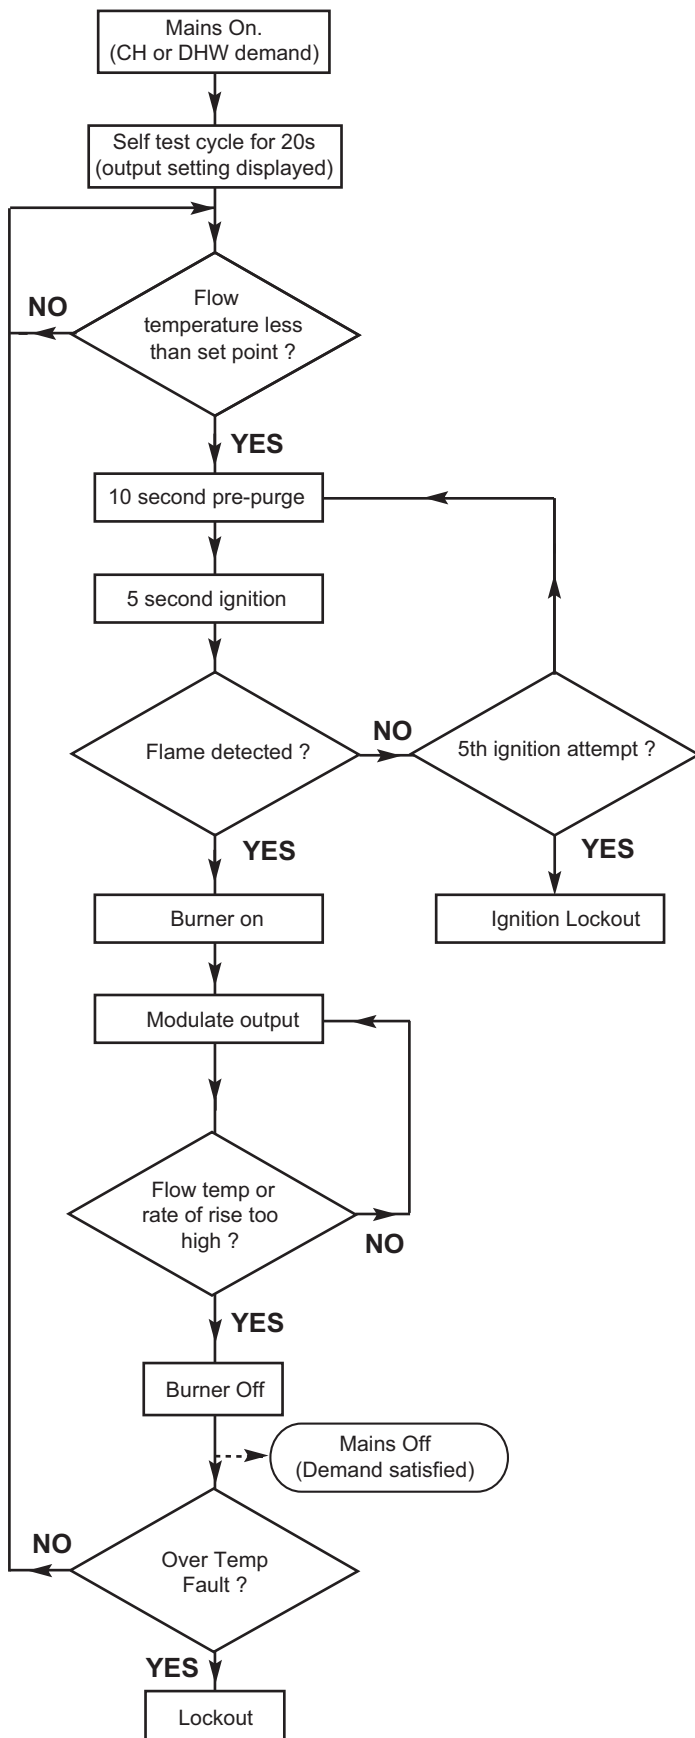 Mains On.
(CH or DHW demand)
Self test cycle for 20s
(output setting displayed)
NO
Flow
temperature less
than set point ?
YES
10 second pre-purge
5 second ignition
Flame detected ?
NO
5th ignition attempt ?
YES
YES
Burner on
Ignition Lockout
Modulate output
Flow temp or
rate of rise too
high ?
NO
YES
Burner Off
Mains Off
(Demand satisfied)
NO
Over Temp
Fault ?
YES
Lockout